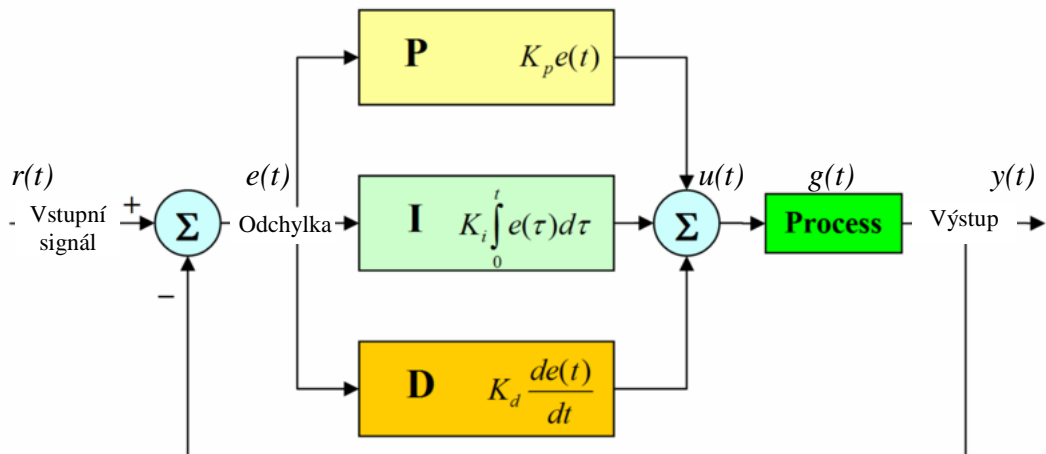 P K_p e(t)
r(t) e(t) u(t) g(t) y(t)
Vstupní
signál
+
Σ
−
Odchylka
I K_i ∫_0^t e(τ)dτ
Σ
Process
Výstup
D K_d de(t)/dt